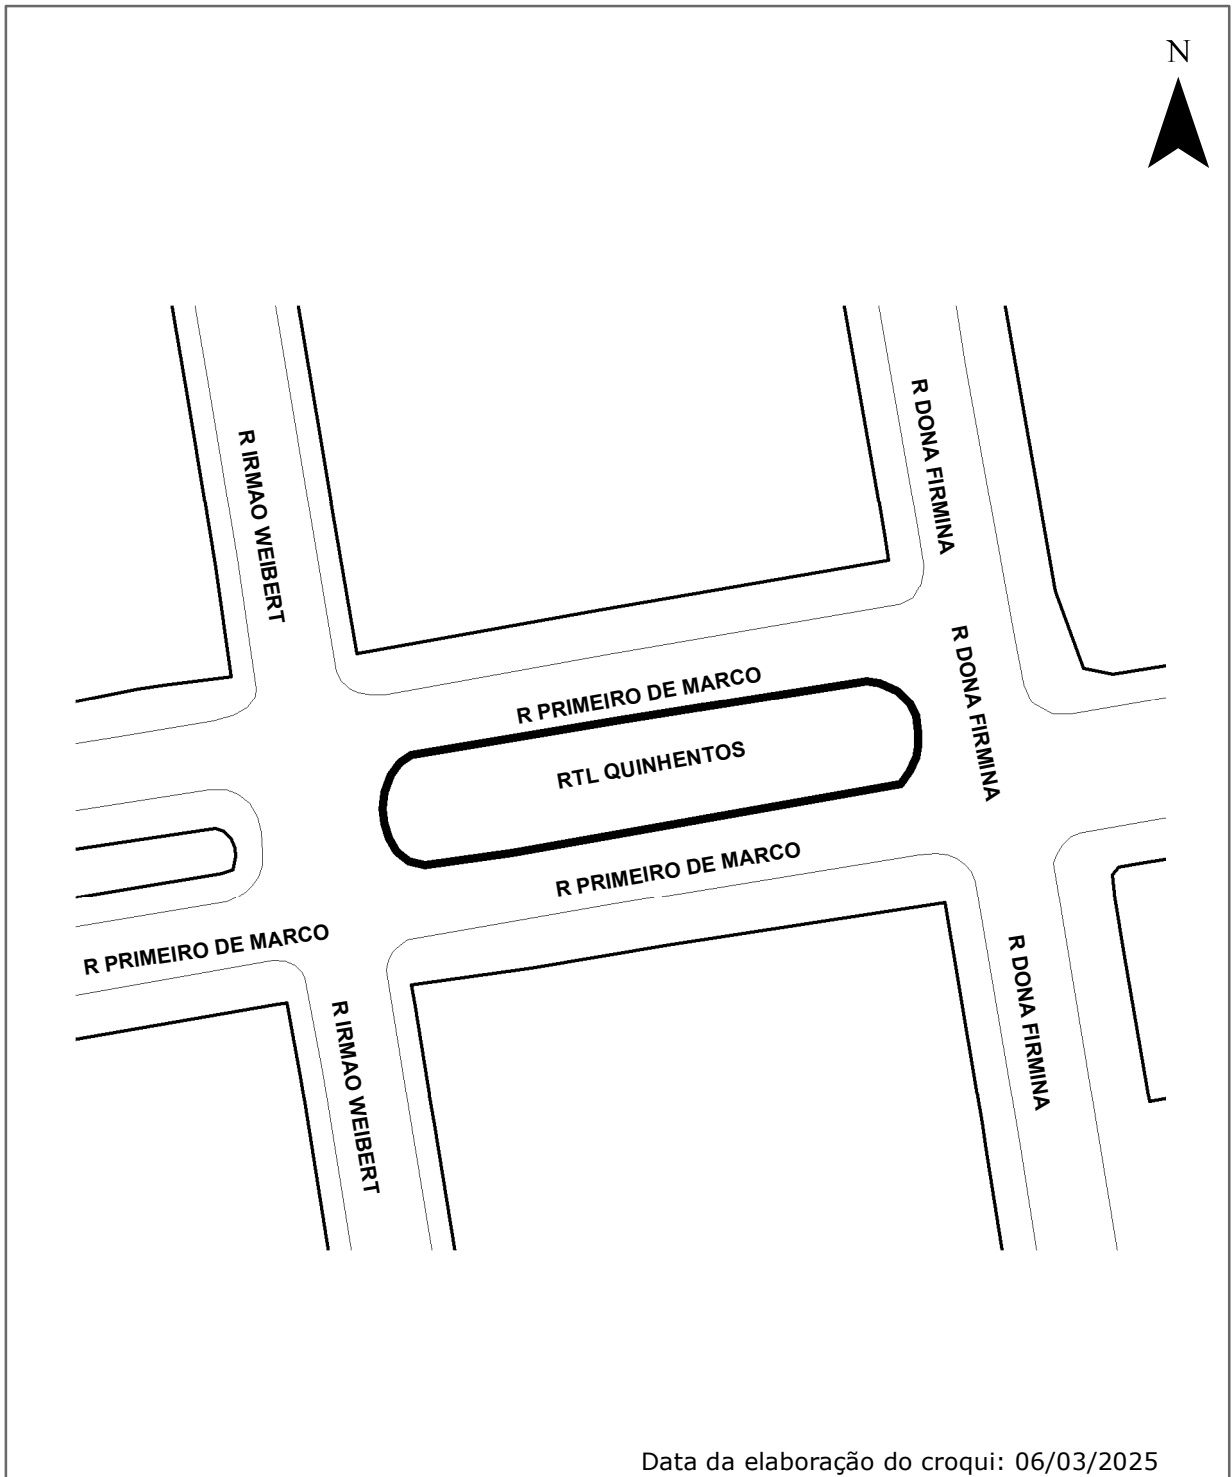 N
R DONA FIRMINA
R IRMAO WEIBERT
R DONA FIRMINA
R PRIMEIRO DE MARCO
RTL QUINHENTOS
R PRIMEIRO DE MARCO
R PRIMEIRO DE MARCO
R DONA FIRMINA
R IRMAO WEIBERT
Data da elaboração do croqui: 06/03/2025